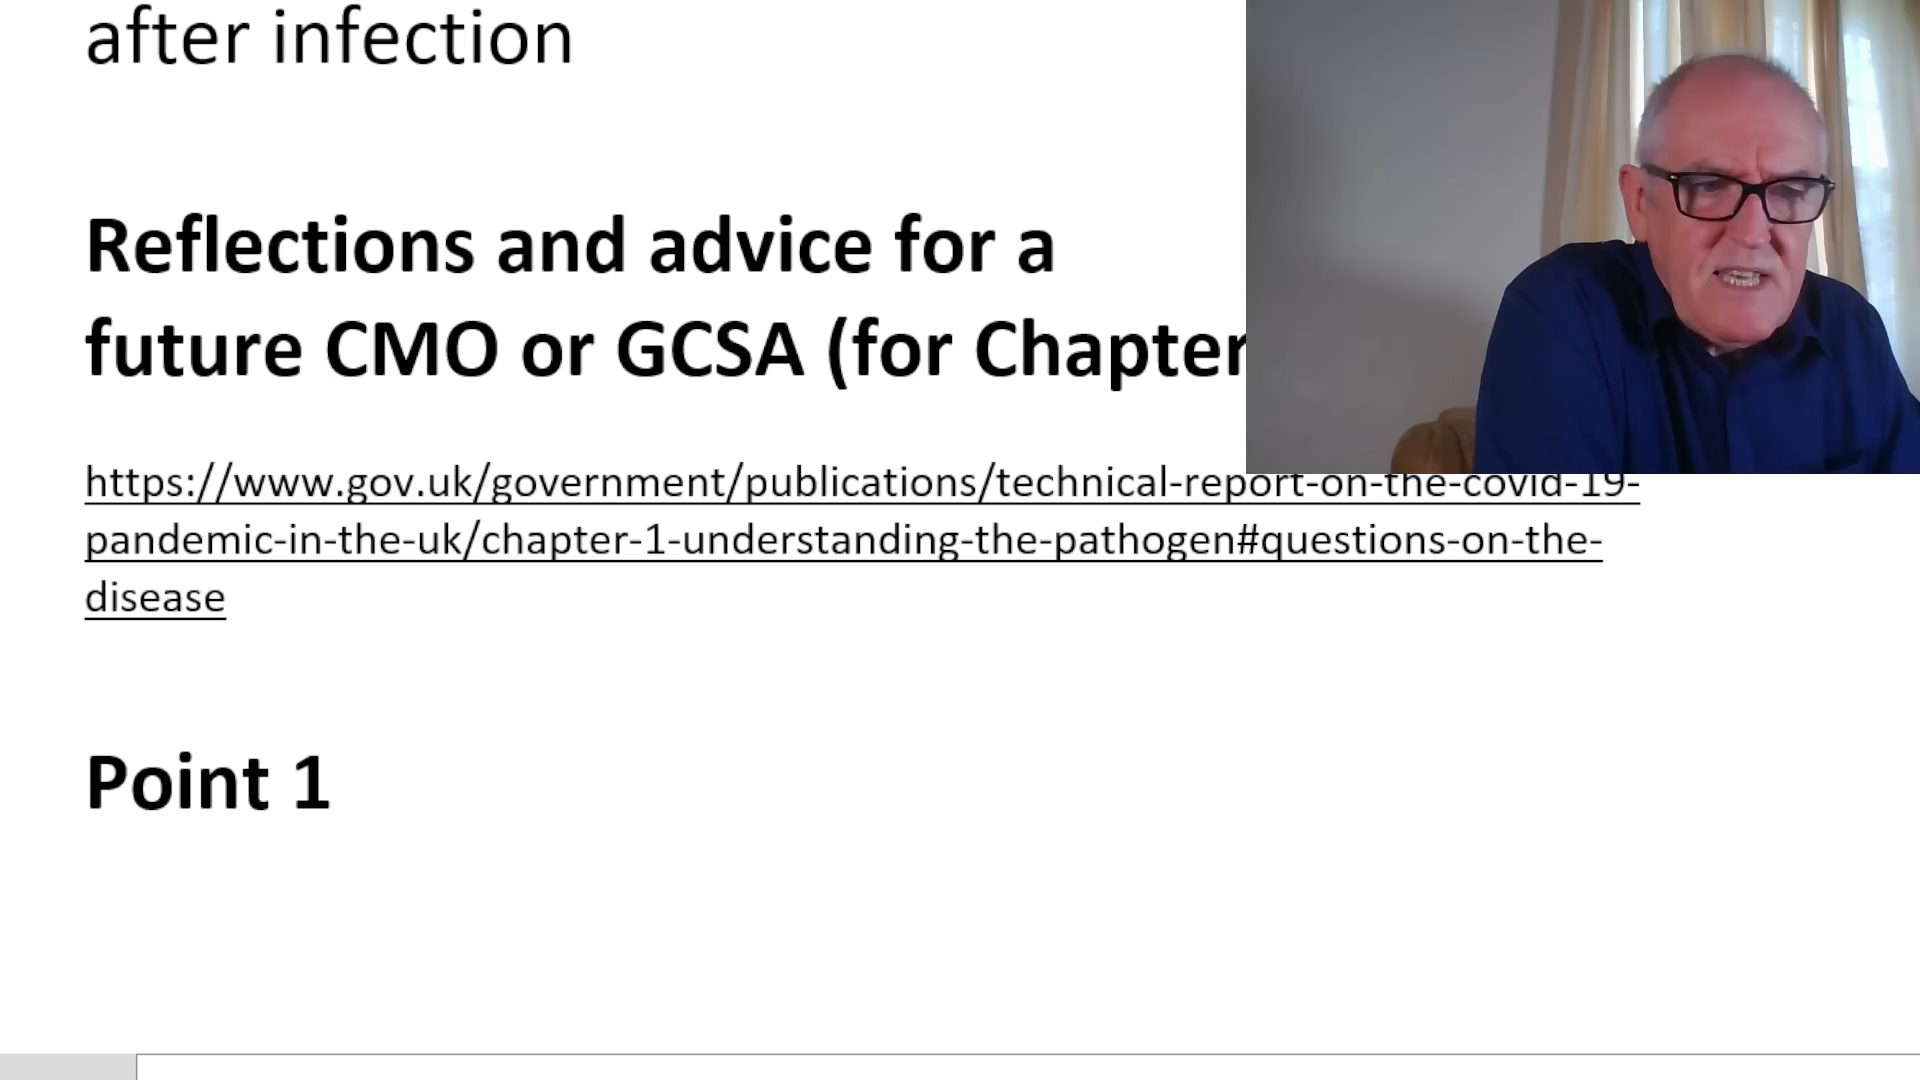 after infection
Reflections and advice for a
future CMO or GCSA (for Chapter
https://www.gov.uk/government/publications/technical-report-on-the-covid-19-
pandemic-in-the-uk/chapter-1-understanding-the-pathogen#questions-on-the-
disease
Point 1